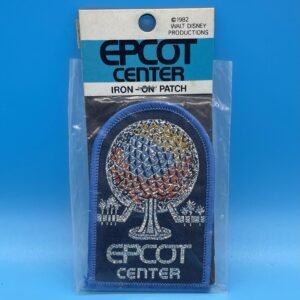 ©1982
WALT DISNEY
PRODUCTIONS
EPCOT
CENTER
IRON-ON PATCH
EPCOT
CENTER